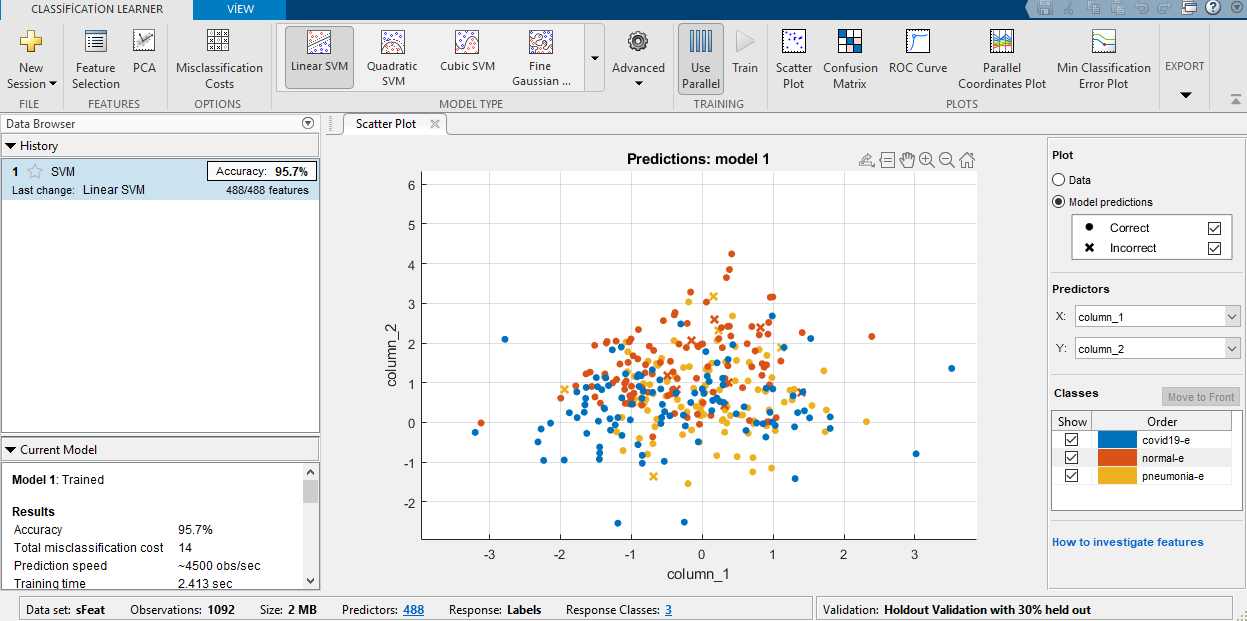 CLASSIFICATION LEARNER
VİEW
New Session
FILE
Feature Selection
PCA
FEATURES
Misclassification Costs
OPTIONS
Linear SVM
Quadratic SVM
Cubic SVM
Fine Gaussian ...
MODEL TYPE
Advanced
Use Parallel
Train
TRAINING
Scatter Plot
Confusion Matrix
ROC Curve
Parallel Coordinates Plot
Min Classification Error Plot
PLOTS
EXPORT
Data Browser
History
1 SVM
Accuracy: 95.7%
Last change: Linear SVM
488/488 features
Current Model
Model 1: Trained
Results
Accuracy 95.7%
Total misclassification cost 14
Prediction speed ~4500 obs/sec
Training time 2.413 sec
Scatter Plot
Predictions: model 1
6
5
4
3
2
1
0
-1
-2
column_2
-3 -2 -1 0 1 2 3
column_1
Plot
Data
Model predictions
Correct
Incorrect
Predictors
X: column_1
Y: column_2
Classes
Move to Front
Show Order
covid19-e
normal-e
pneumonia-e
How to investigate features
Data set: sFeat Observations: 1092 Size: 2 MB Predictors: 488 Response: Labels Response Classes: 3
Validation: Holdout Validation with 30% held out